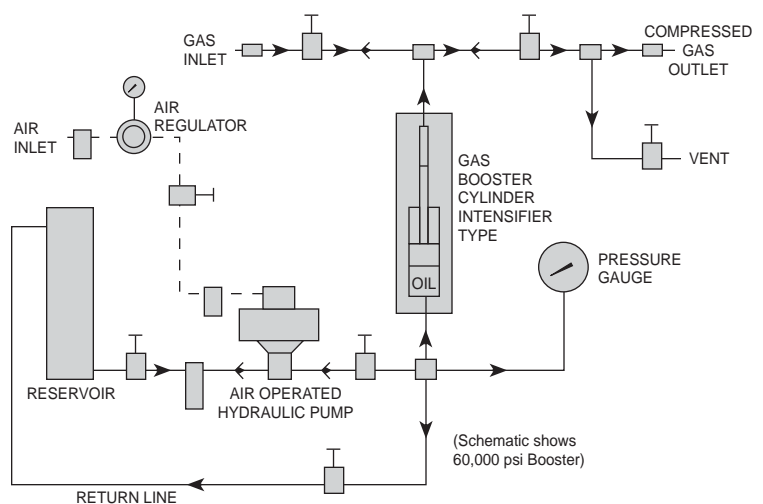 GAS
INLET
COMPRESSED
GAS
OUTLET
AIR
REGULATOR
AIR
INLET
GAS
BOOSTER
CYLINDER
INTENSIFIER
TYPE
VENT
OIL
PRESSURE
GAUGE
RESERVOIR
AIR OPERATED
HYDRAULIC PUMP
(Schematic shows
60,000 psi Booster)
RETURN LINE